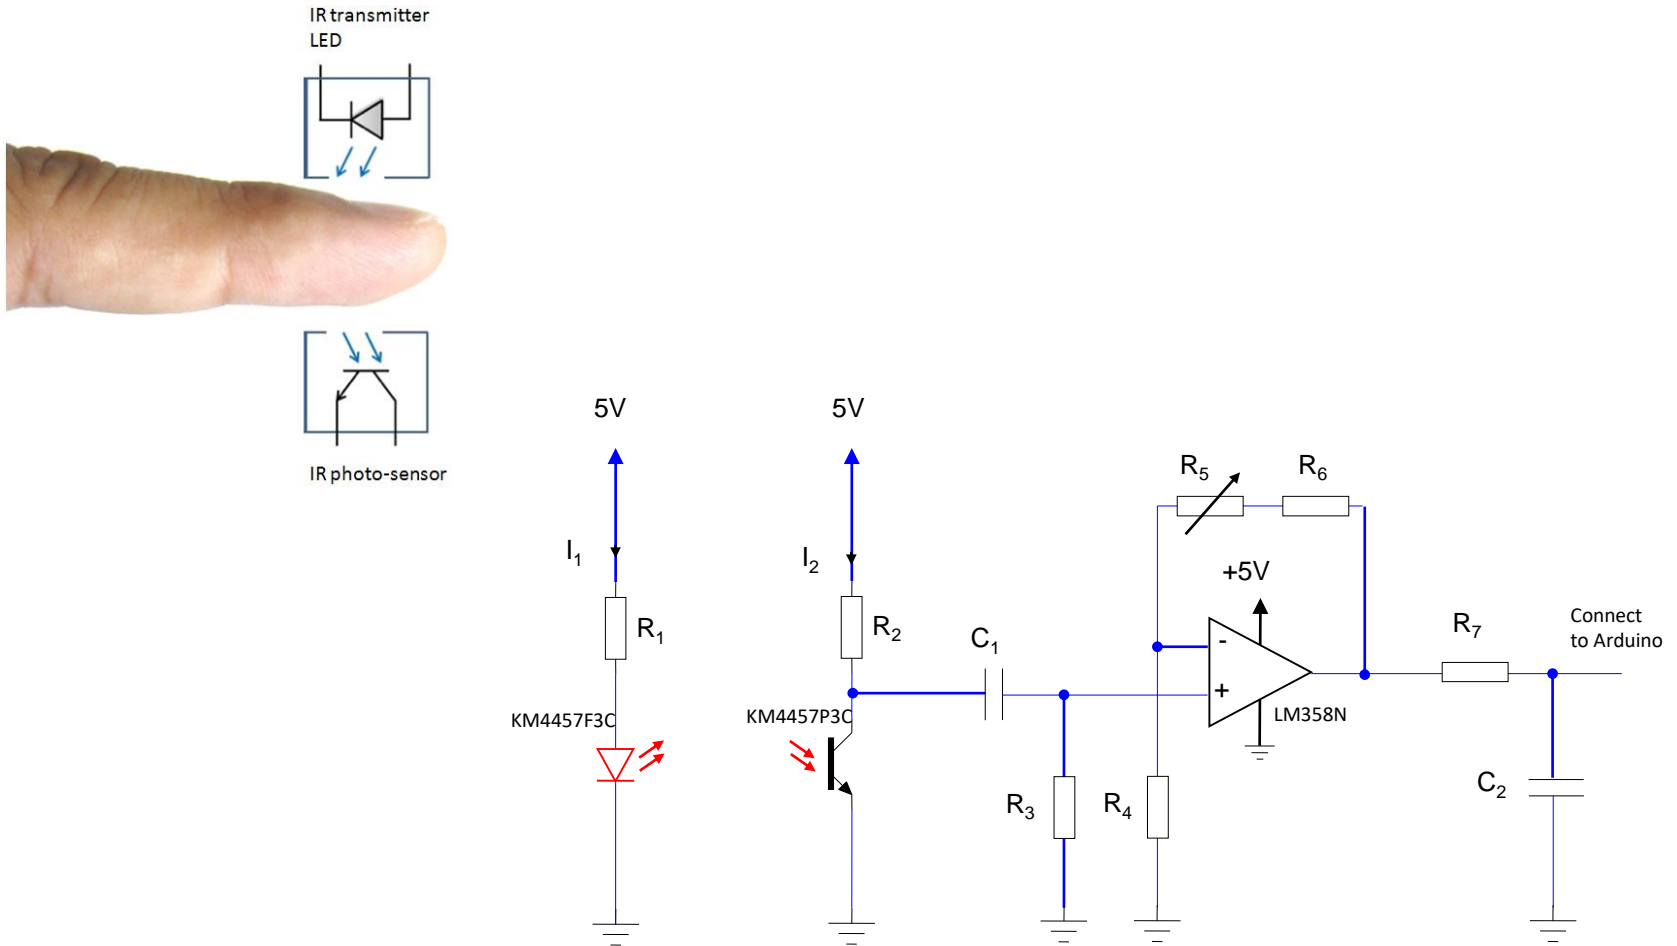 IR transmitter
LED
IR photo-sensor
5V
5V
I1
I2
R1
R2
KM4457F3C
KM4457P3C
C1
R3
R4
R5
R6
+5V
-
+
LM358N
R7
Connect
to Arduino
C2